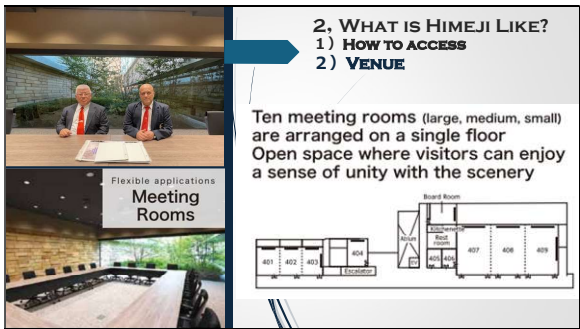 2, What is Himeji Like?
1）How to access
2）Venue
Ten meeting rooms (large, medium, small)
are arranged on a single floor
Open space where visitors can enjoy
a sense of unity with the scenery
Flexible applications
Meeting
Rooms
Board Room
Kitchenette
Rest
room
Atrium
EV
401
402
403
404
Escalator
405
406
407
408
409